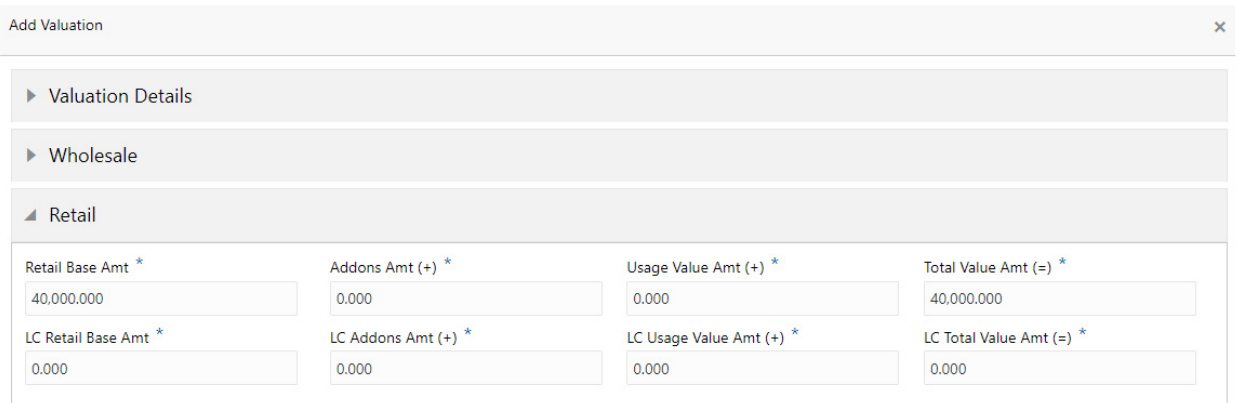 Add Valuation ×
Valuation Details
Wholesale
Retail
Retail Base Amt * Addons Amt (+) * Usage Value Amt (+) * Total Value Amt (=) *
40,000.000 0.000 0.000 40,000.000
LC Retail Base Amt * LC Addons Amt (+) * LC Usage Value Amt (+) * LC Total Value Amt (=) *
0.000 0.000 0.000 0.000